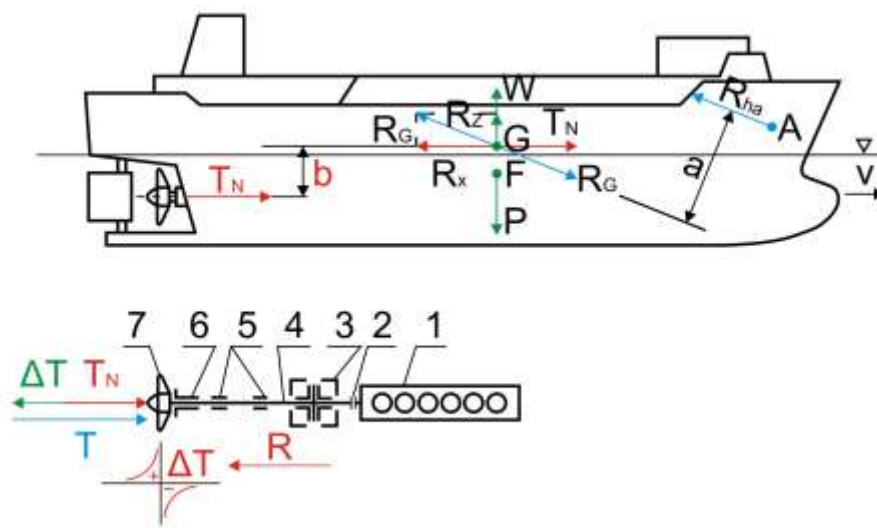 W
R_ha
R_Z T_N A
R_G G
a
T_N b R_x F R_G v
P
7 6 5 4 3 2 1
ΔT T_N
T
ΔT R
+
−